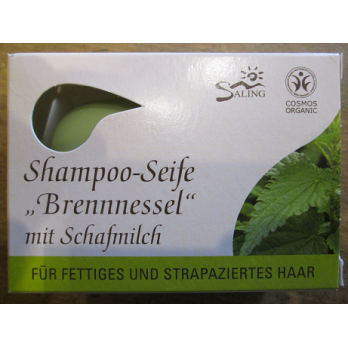 SALING
COSMOS
ORGANIC
Shampoo-Seife
„Brennnessel“
mit Schafmilch
FÜR FETTIGES UND STRAPAZIERTES HAAR